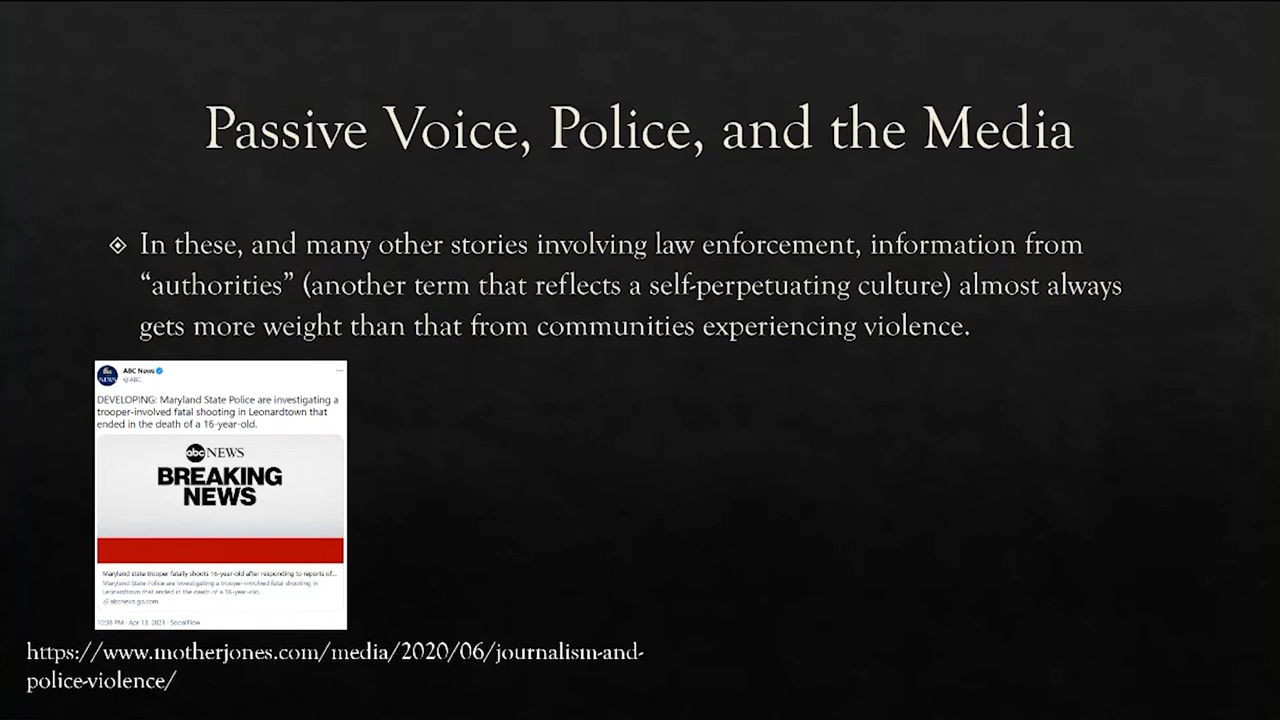 Passive Voice, Police, and the Media
In these, and many other stories involving law enforcement, information from
“authorities” (another term that reflects a self-perpetuating culture) almost always
gets more weight than that from communities experiencing violence.
abc NEWS
ABC News
@ABC
DEVELOPING: Maryland State Police are investigating a
trooper-involved fatal shooting in Leonardtown that
ended in the death of a 16-year-old.
abc NEWS
BREAKING
NEWS
Maryland state trooper fatally shoots 16-year-old after responding to reports of...
Maryland State Police are investigating a trooper-involved fatal shooting in
Leonardtown that ended in the death of a 16-year-old.
abcnews.go.com
10:38 PM · Apr 13, 2021 · SocialFlow
https://www.motherjones.com/media/2020/06/journalism-and-
police-violence/